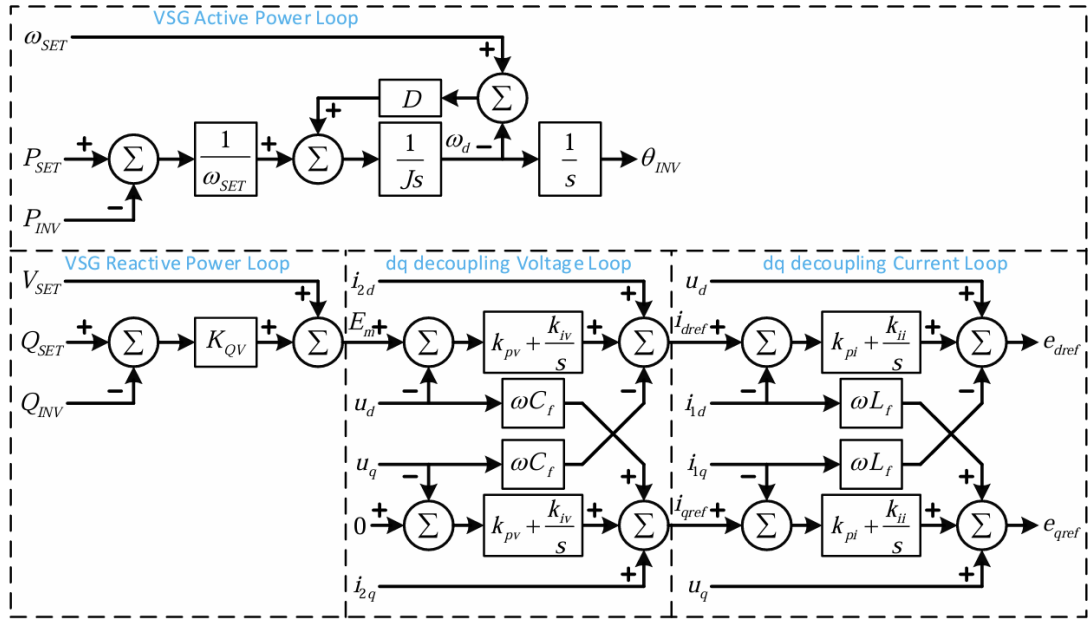 VSG Active Power Loop
ω_SET
+
D
Σ
+
P_SET + Σ 1/ω_SET + Σ 1/Js ω_d − 1/s θ_INV
P_INV −
VSG Reactive Power Loop
V_SET
+
Q_SET + Σ K_QV + Σ E_m
Q_INV −
dq decoupling Voltage Loop
i_2d
+
+ Σ k_pv + k_iv/s + Σ i_dref
− −
u_d ωC_f
u_q ωC_f
− +
0 + Σ k_pv + k_iv/s + Σ i_qref
+
i_2q
dq decoupling Current Loop
u_d
+
+ Σ k_pi + k_ii/s + Σ e_dref
− −
i_1d ωL_f
i_1q ωL_f
− +
+ Σ k_pi + k_ii/s + Σ e_qref
+
u_q